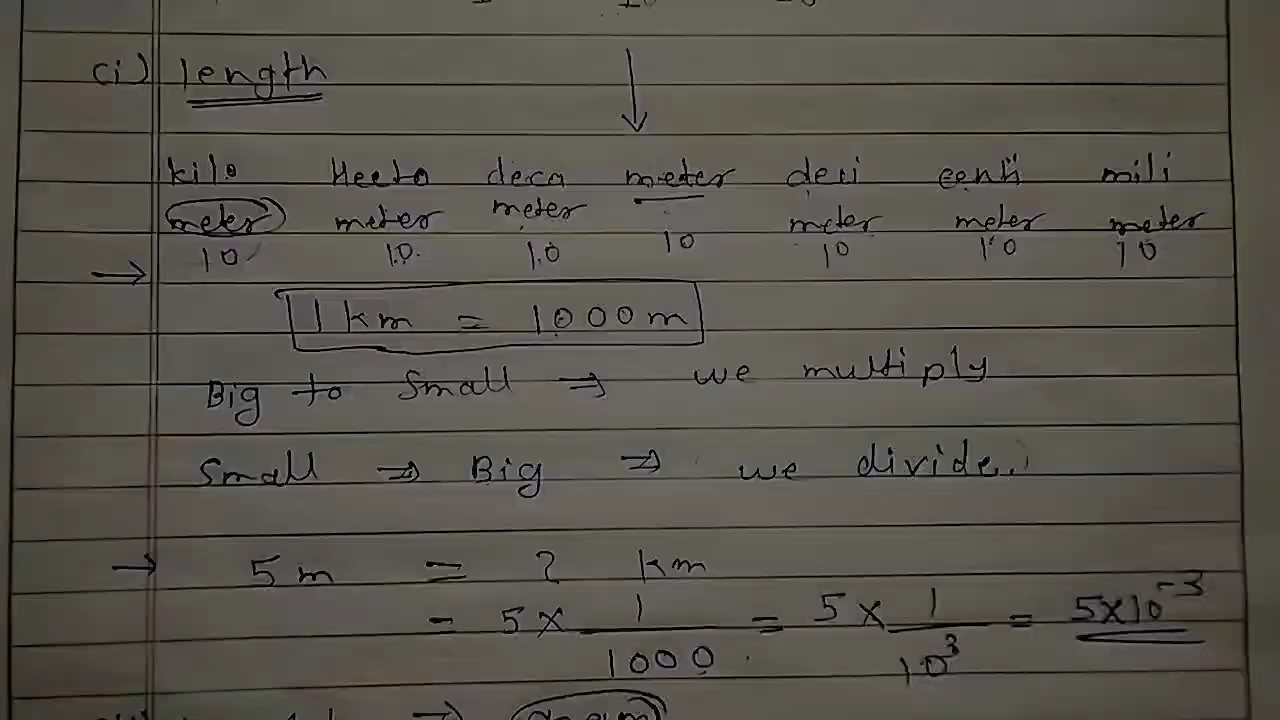 (i) length
kilo Hecto deca meter deci centi mili
meter meter meter meter meter meter
10 10 10 10 10 10 10
→ 1 km = 1000 m
Big to small ⇒ we multiply
Small ⇒ Big ⇒ we divide.
→ 5 m = ? km
= 5 × 1/1000 = 5 × 1/10³ = 5×10⁻³